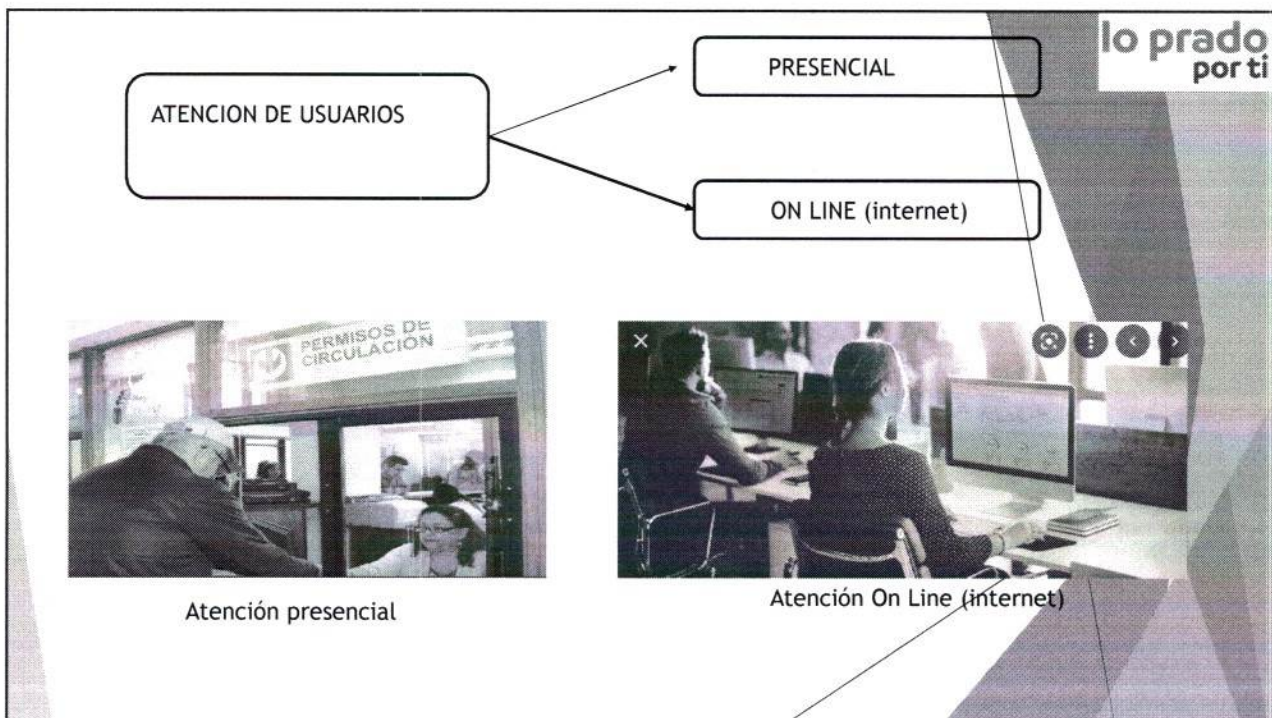 lo prado
por ti
ATENCION DE USUARIOS
PRESENCIAL
ON LINE (internet)
PERMISOS DE
CIRCULACIÓN
Atención presencial
Atención On Line (internet)